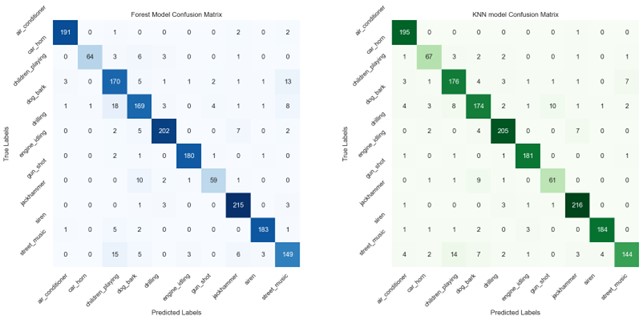 Forest Model Confusion Matrix
air_conditioner 191 0 1 0 0 0 0 2 0 2
car_horn 0 64 3 6 3 0 0 2 1 1
children_playing 3 0 170 5 1 1 2 1 0 13
dog_bark 1 1 18 169 3 1 4 1 1 8
drilling 0 0 2 5 202 0 0 7 0 2
engine_idling 0 0 2 1 0 180 1 0 1 0
gun_shot 0 0 0 10 2 1 59 1 0 0
jackhammer 0 0 0 1 3 0 0 215 0 3
siren 1 0 5 2 0 0 0 0 183 1
street_music 0 0 15 5 0 3 0 6 3 149
True Labels
air_conditioner car_horn children_playing dog_bark drilling engine_idling gun_shot jackhammer siren street_music
Predicted Labels
KNN model Confusion Matrix
air_conditioner 195 0 0 0 0 0 0 0 0 1
car_horn 1 67 3 2 2 1 0 1 1 2
children_playing 3 1 176 4 1 1 2 1 0 7
dog_bark 4 3 8 174 2 1 10 1 1 2
drilling 0 2 0 4 205 0 0 7 0 0
engine_idling 1 0 1 0 1 181 0 0 1 0
gun_shot 0 1 1 9 1 0 61 0 0 0
jackhammer 0 0 0 0 3 1 1 216 0 1
siren 1 1 1 2 1 1 0 0 184 1
street_music 4 2 14 7 2 1 0 3 4 144
True Labels
air_conditioner car_horn children_playing dog_bark drilling engine_idling gun_shot jackhammer siren street_music
Predicted Labels